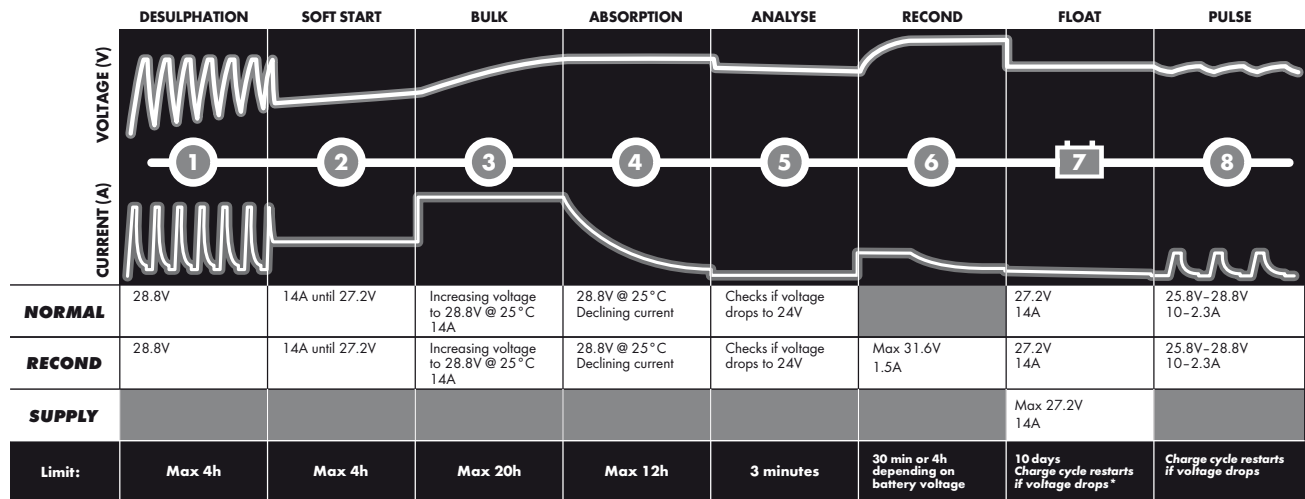 DESULPHATION SOFT START BULK ABSORPTION ANALYSE RECOND FLOAT PULSE
VOLTAGE (V)
1 2 3 4 5 6 7 8
CURRENT (A)
NORMAL
28.8V
14A until 27.2V
Increasing voltage
to 28.8V @ 25°C
14A
28.8V @ 25°C
Declining current
Checks if voltage
drops to 24V
27.2V
14A
25.8V–28.8V
10–2.3A
RECOND
28.8V
14A until 27.2V
Increasing voltage
to 28.8V @ 25°C
14A
28.8V @ 25°C
Declining current
Checks if voltage
drops to 24V
Max 31.6V
1.5A
27.2V
14A
25.8V–28.8V
10–2.3A
SUPPLY
Max 27.2V
14A
Limit:
Max 4h
Max 4h
Max 20h
Max 12h
3 minutes
30 min or 4h
depending on
battery voltage
10 days
Charge cycle restarts
if voltage drops*
Charge cycle restarts
if voltage drops